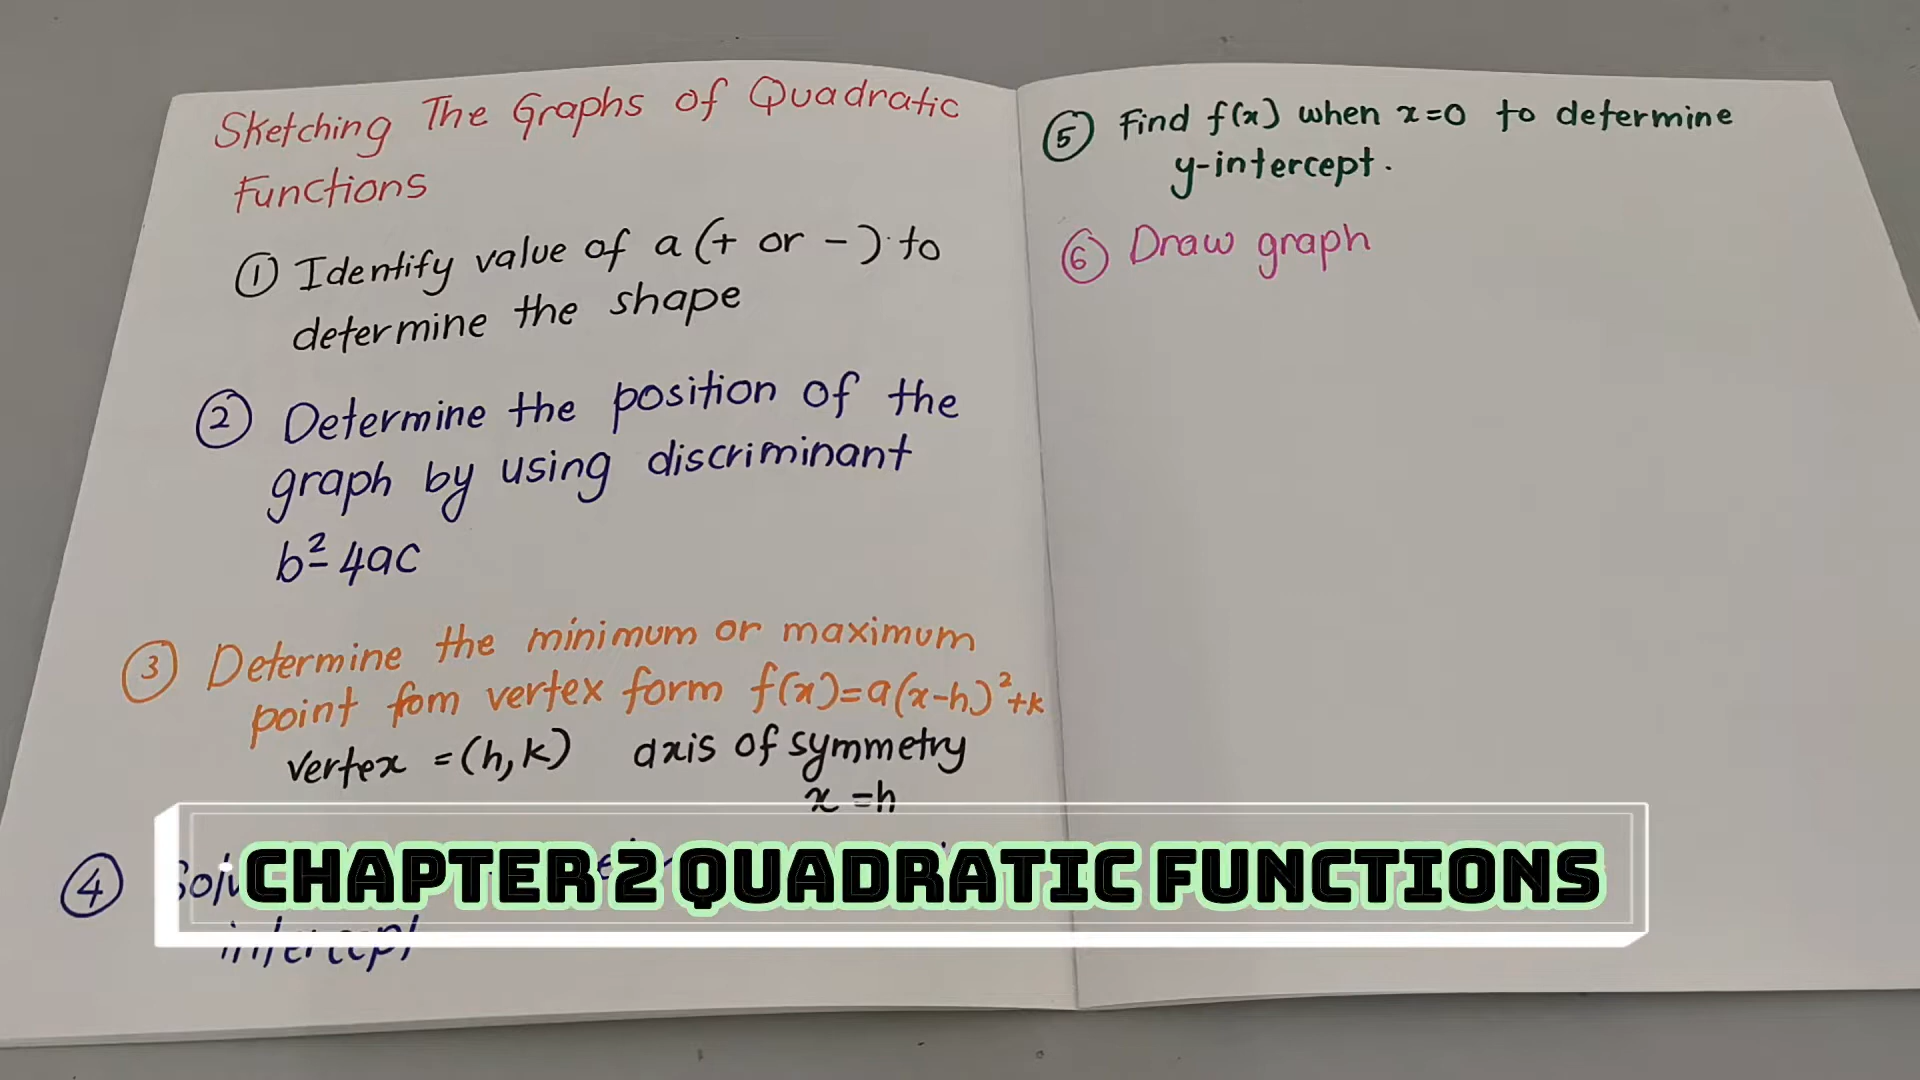 Sketching The Graphs of Quadratic
Functions
① Identify value of a (+ or -) to
determine the shape
② Determine the position of the
graph by using discriminant
b²-4ac
③ Determine the minimum or maximum
point fom vertex form f(x)=a(x-h)²+k
vertex = (h,k) axis of symmetry
x = h
④
intercept
⑤ Find f(x) when x=0 to determine
y-intercept.
⑥ Draw graph
CHAPTER 2 QUADRATIC FUNCTIONS